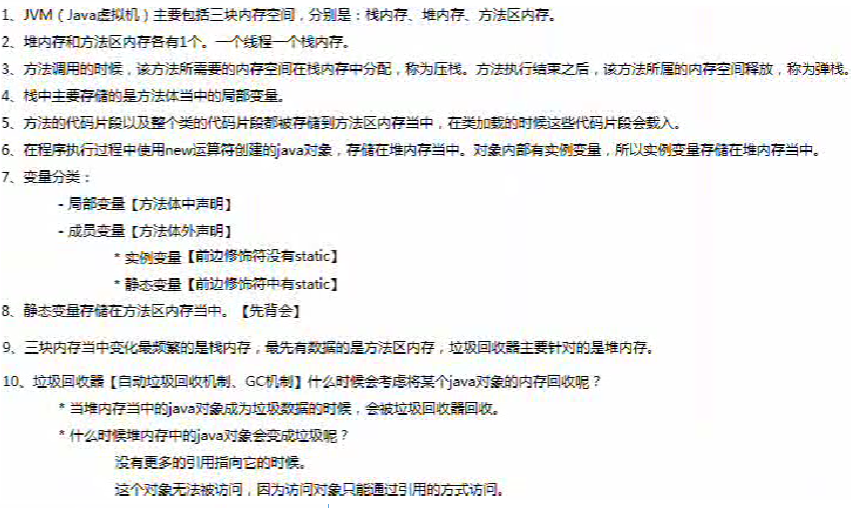 1、JVM（Java虚拟机）主要包括三块内存空间，分别是：栈内存、堆内存、方法区内存。
2、堆内存和方法区内存各有1个。一个线程一个栈内存。
3、方法调用的时候，该方法所需要的内存空间在栈内存中分配，称为压栈。方法执行结束之后，该方法所属的内存空间释放，称为弹栈。
4、栈中主要存储的是方法体当中的局部变量。
5、方法的代码片段以及整个类的代码片段都被存储到方法区内存当中，在类加载的时候这些代码片段会载入。
6、在程序执行过程中使用new运算符创建的java对象，存储在堆内存当中。对象内部有实例变量，所以实例变量存储在堆内存当中。
7、变量分类：
- 局部变量【方法体中声明】
- 成员变量【方法体外声明】
* 实例变量【前边修饰符没有static】
* 静态变量【前边修饰符中有static】
8、静态变量存储在方法区内存当中。【先背会】
9、三块内存当中变化最频繁的是栈内存，最先有数据的是方法区内存，垃圾回收器主要针对的是堆内存。
10、垃圾回收器【自动垃圾回收机制、GC机制】什么时候会考虑将某个java对象的内存回收呢？
* 当堆内存当中的java对象成为垃圾数据的时候，会被垃圾回收器回收。
* 什么时候堆内存中的java对象会变成垃圾呢？
没有更多的引用指向它的时候。
这个对象无法被访问，因为访问对象只能通过引用的方式访问。